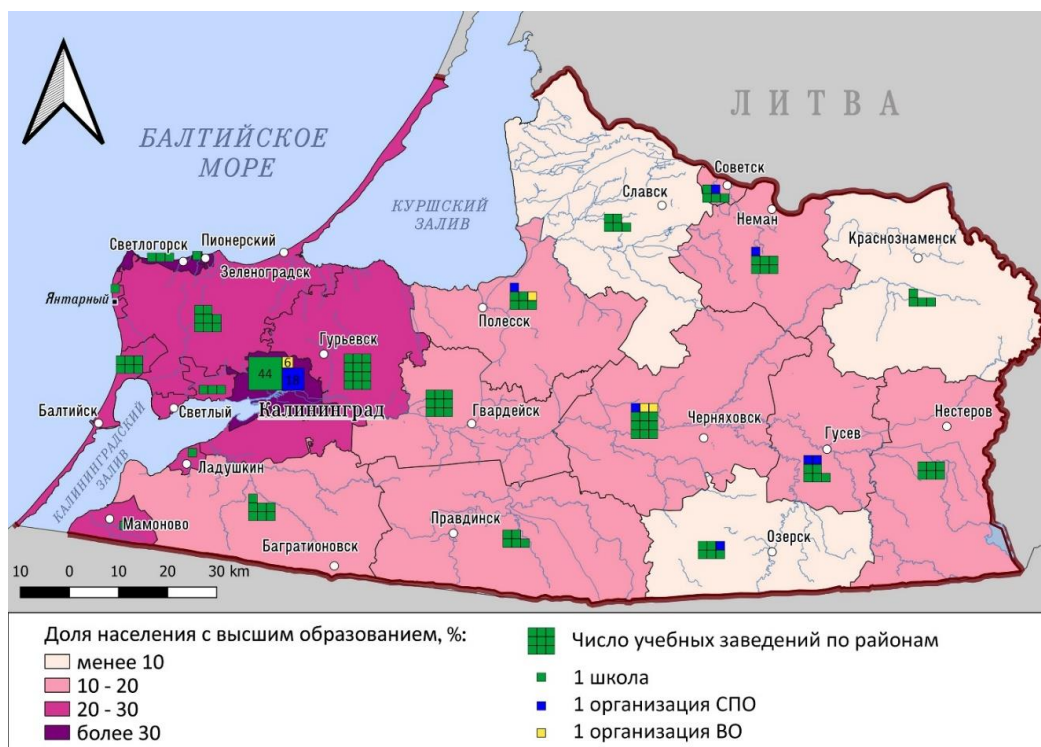 ЛИТВА
БАЛТИЙСКОЕ
МОРЕ
КУРШСКИЙ
ЗАЛИВ
Советск
Славск
Неман
Краснознаменск
Светлогорск
Пионерский
Зеленоградск
Янтарный
Полесск
Гурьевск
6
44
18
Калининград
Балтийск
Светлый
Гвардейск
Черняховск
Нестеров
Гусев
КАЛИНИНГРАДСКИЙ
ЗАЛИВ
Ладушкин
Мамоново
Правдинск
Багратионовск
Озерск
10 0 10 20 30 km
Доля населения с высшим образованием, %:
менее 10
10 - 20
20 - 30
более 30
Число учебных заведений по районам
1 школа
1 организация СПО
1 организация ВО